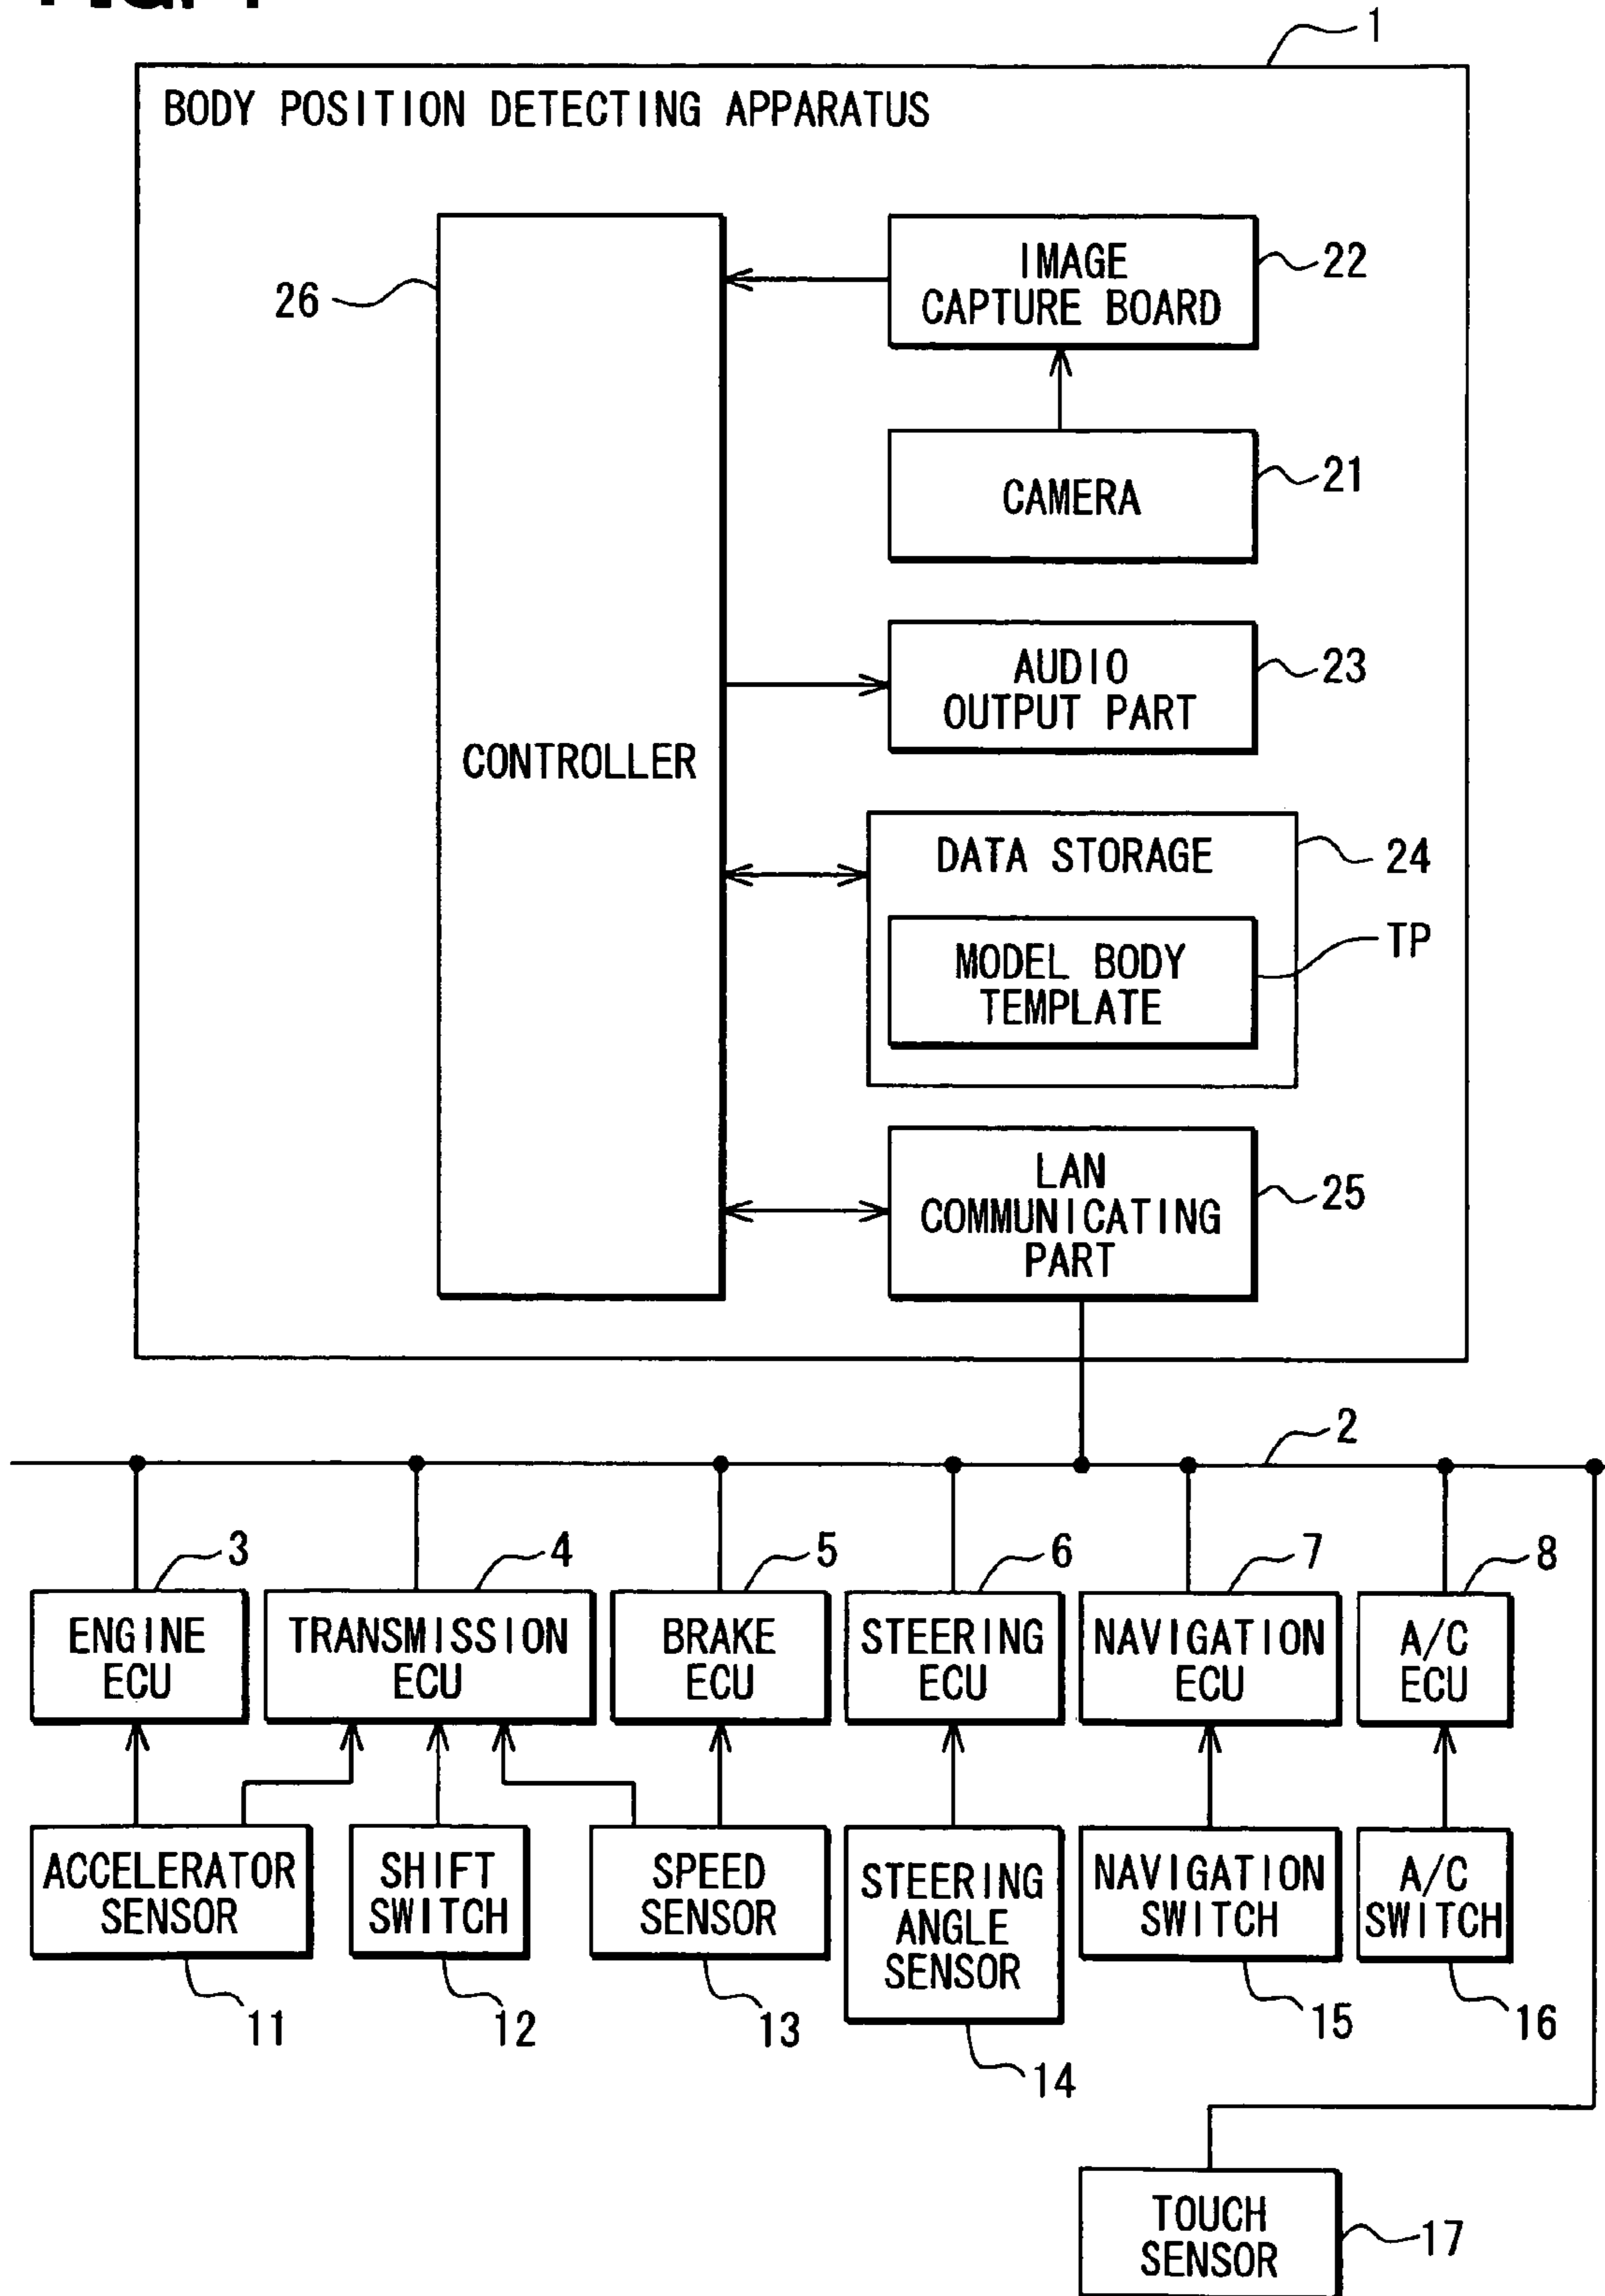 1
BODY POSITION DETECTING APPARATUS
26
CONTROLLER
IMAGE
CAPTURE BOARD
22
CAMERA
21
AUDIO
OUTPUT PART
23
DATA STORAGE
24
MODEL BODY
TEMPLATE
TP
LAN
COMMUNICATING
PART
25
2
3
4
5
6
7
8
ENGINE
ECU
TRANSMISSION
ECU
BRAKE
ECU
STEERING
ECU
NAVIGATION
ECU
A/C
ECU
ACCELERATOR
SENSOR
SHIFT
SWITCH
SPEED
SENSOR
STEERING
ANGLE
SENSOR
NAVIGATION
SWITCH
A/C
SWITCH
11
12
13
14
15
16
TOUCH
SENSOR
17